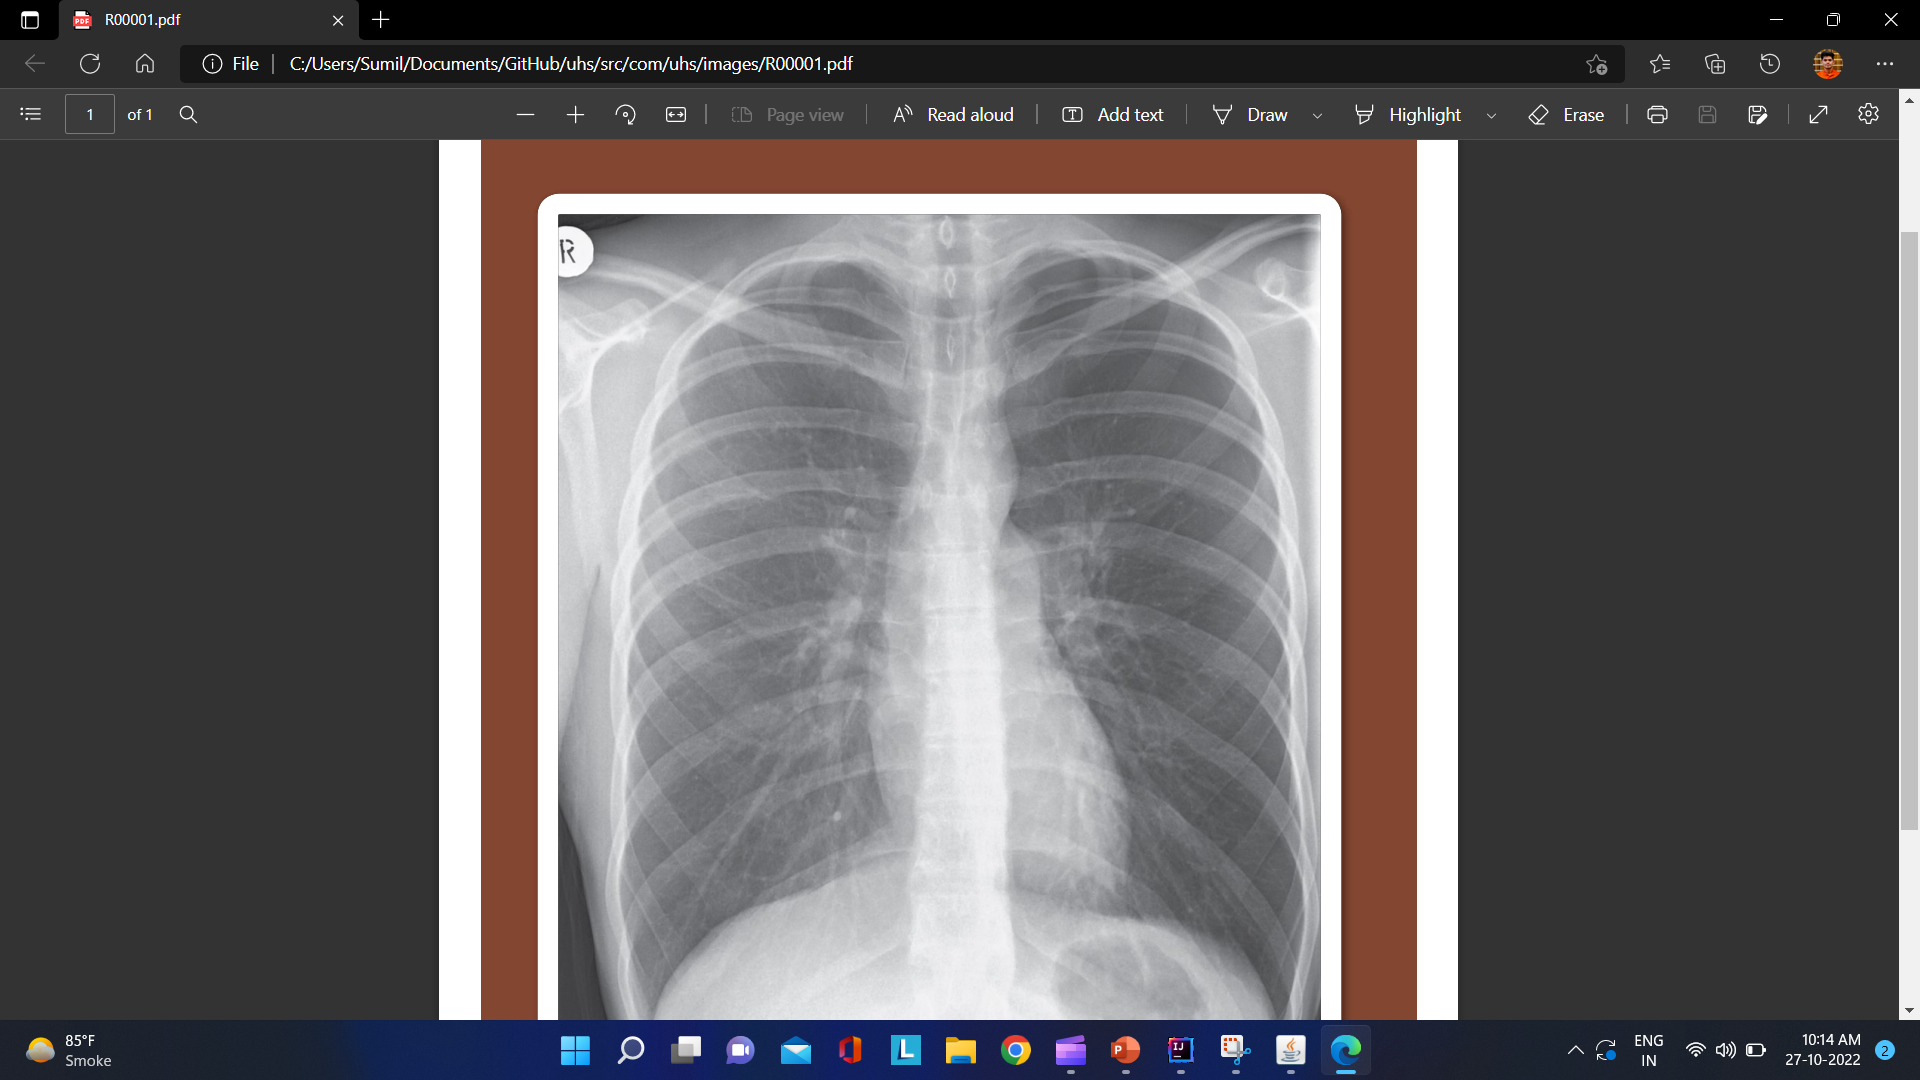 R00001.pdf
File
C:/Users/Sumil/Documents/GitHub/uhs/src/com/uhs/images/R00001.pdf
1 of 1
Page view
Read aloud
Add text
Draw
Highlight
Erase
R
85°F
Smoke
ENG
IN
10:14 AM
27-10-2022
2